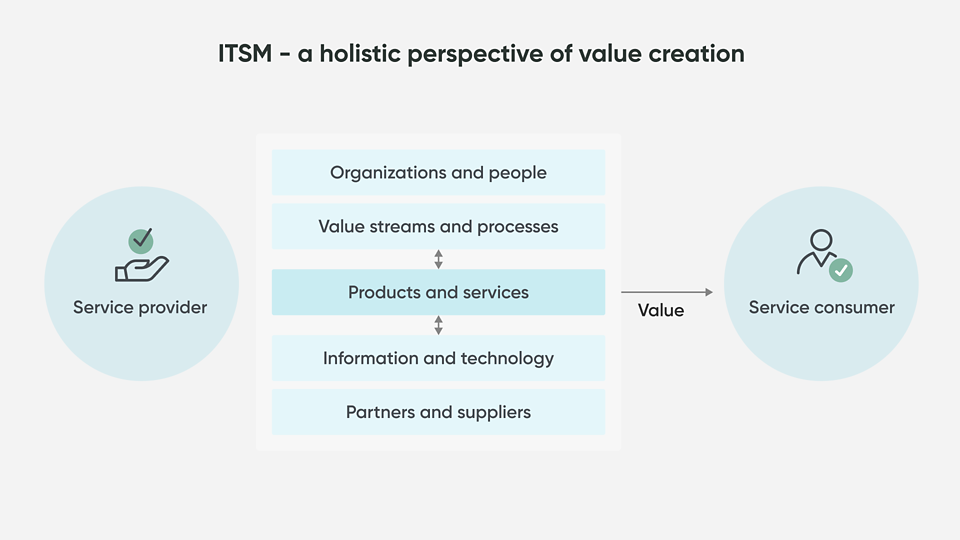 ITSM - a holistic perspective of value creation
Organizations and people
Value streams and processes
Service provider
Products and services
Value
Service consumer
Information and technology
Partners and suppliers